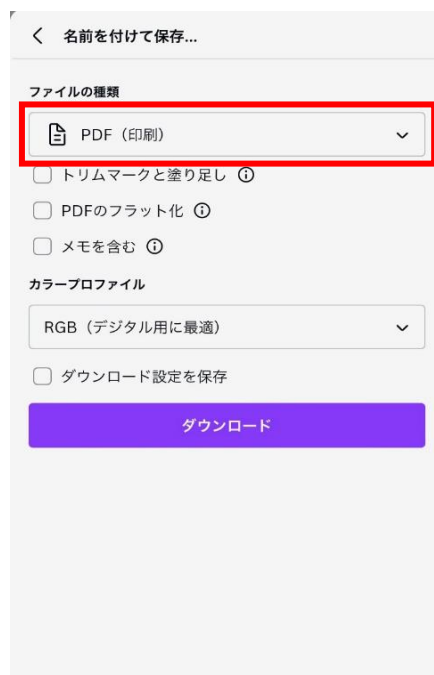 名前を付けて保存...
ファイルの種類
PDF（印刷）
トリムマークと塗り足し
PDFのフラット化
メモを含む
カラープロファイル
RGB（デジタル用に最適）
ダウンロード設定を保存
ダウンロード